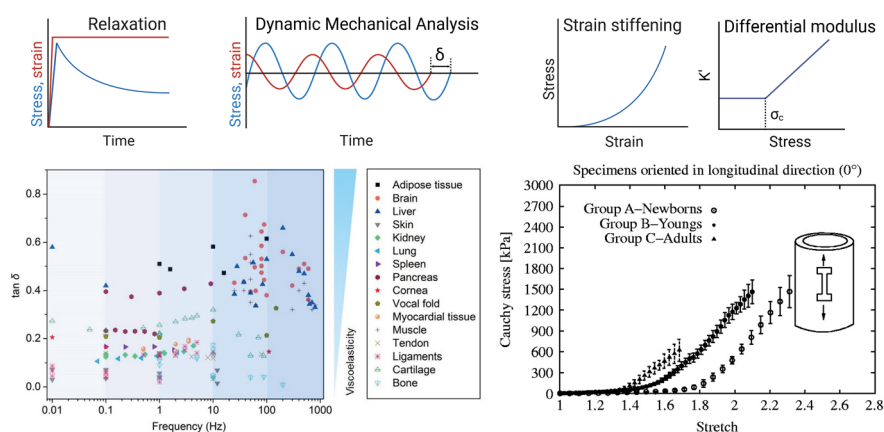 Relaxation
Stress, strain
Time
Dynamic Mechanical Analysis
Stress, strain
δ
Time
Strain stiffening
Stress
Strain
Differential modulus
K'
σc
Stress
tan δ
0.8
0.6
0.4
0.2
0.0
0.01
0.1
1
10
100
1000
Frequency (Hz)
Viscoelasticity
Adipose tissue
Brain
Liver
Skin
Kidney
Lung
Spleen
Pancreas
Cornea
Vocal fold
Myocardial tissue
Muscle
Tendon
Ligaments
Cartilage
Bone
Specimens oriented in longitudinal direction (0°)
Cauchy stress [kPa]
3000
2700
2400
2100
1800
1500
1200
900
600
300
0
Group A–Newborns
Group B–Youngs
Group C–Adults
1
1.2
1.4
1.6
1.8
2
2.2
2.4
2.6
2.8
Stretch